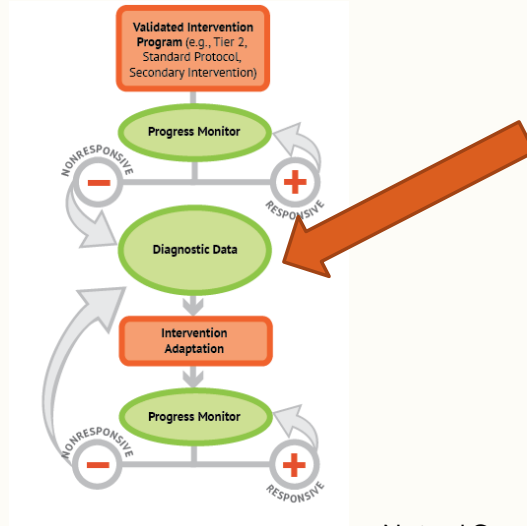 Validated Intervention
Program (e.g., Tier 2,
Standard Protocol,
Secondary Intervention)
Progress Monitor
NONRESPONSIVE
RESPONSIVE
Diagnostic Data
Intervention
Adaptation
Progress Monitor
NONRESPONSIVE
RESPONSIVE